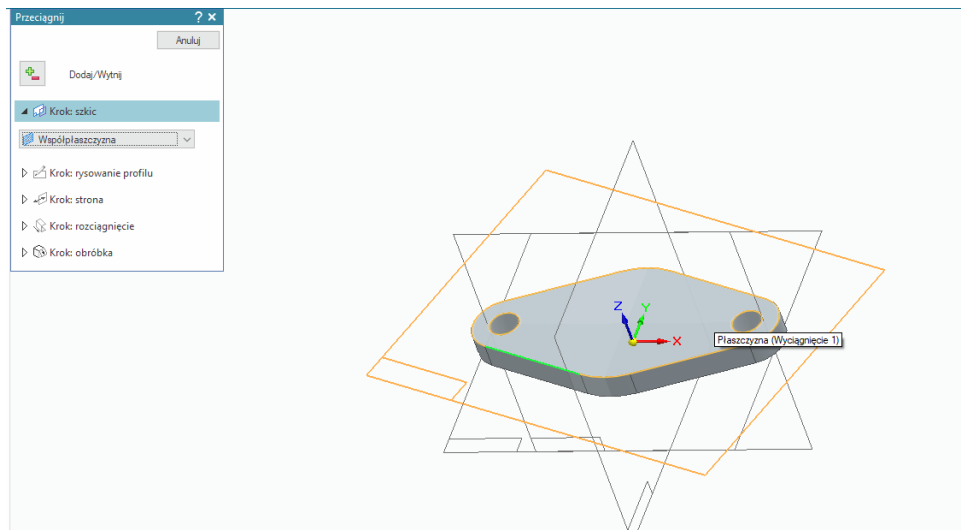 Przeciągnij ? ×
Anuluj
Dodaj/Wytnij
Krok: szkic
Współpłaszczyzna
Krok: rysowanie profilu
Krok: strona
Krok: rozciągnięcie
Krok: obróbka
Z
Y
X
Płaszczyzna (Wyciągnięcie 1)